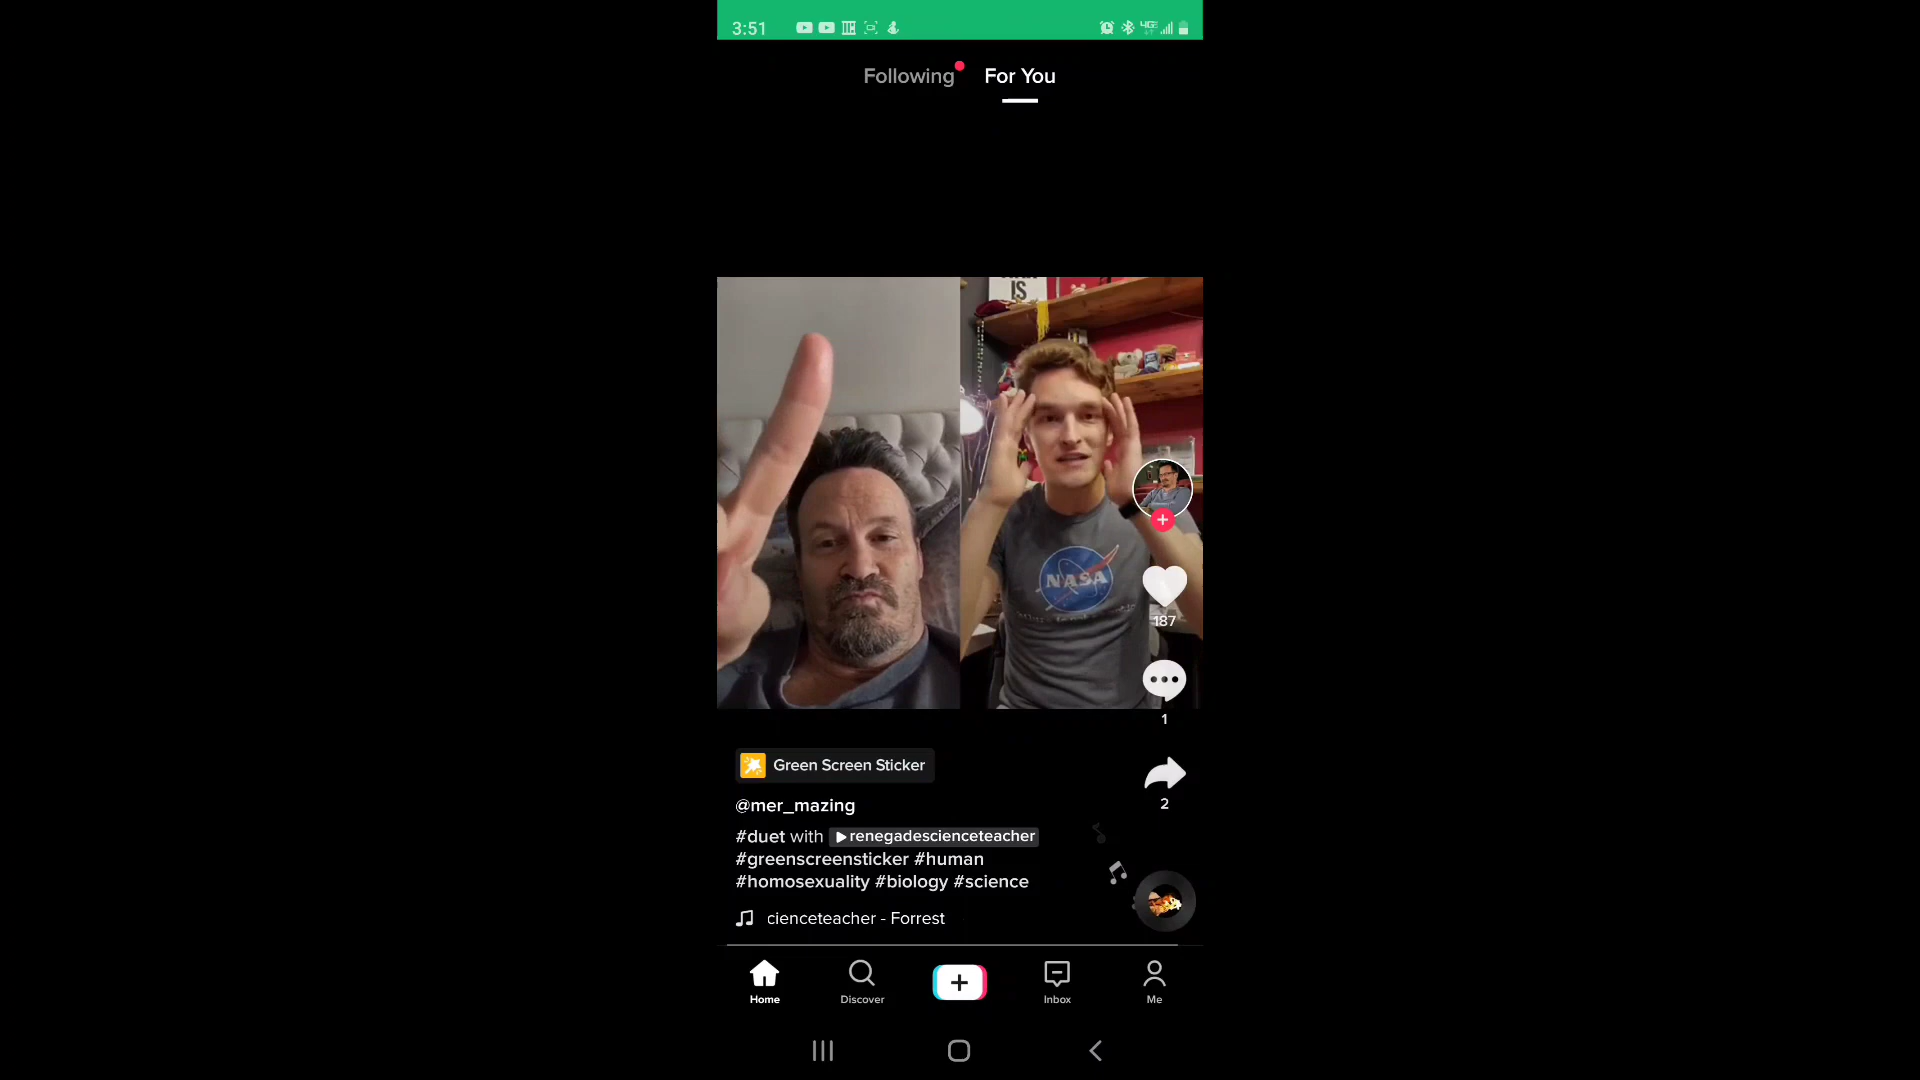 3:51
Following For You
IS
NASA
187
1
Green Screen Sticker
@mer_mazing
2
#duet with renegadescienceteacher
#greenscreensticker #human
#homosexuality #biology #science
cienceteacher - Forrest
Home Discover Inbox Me